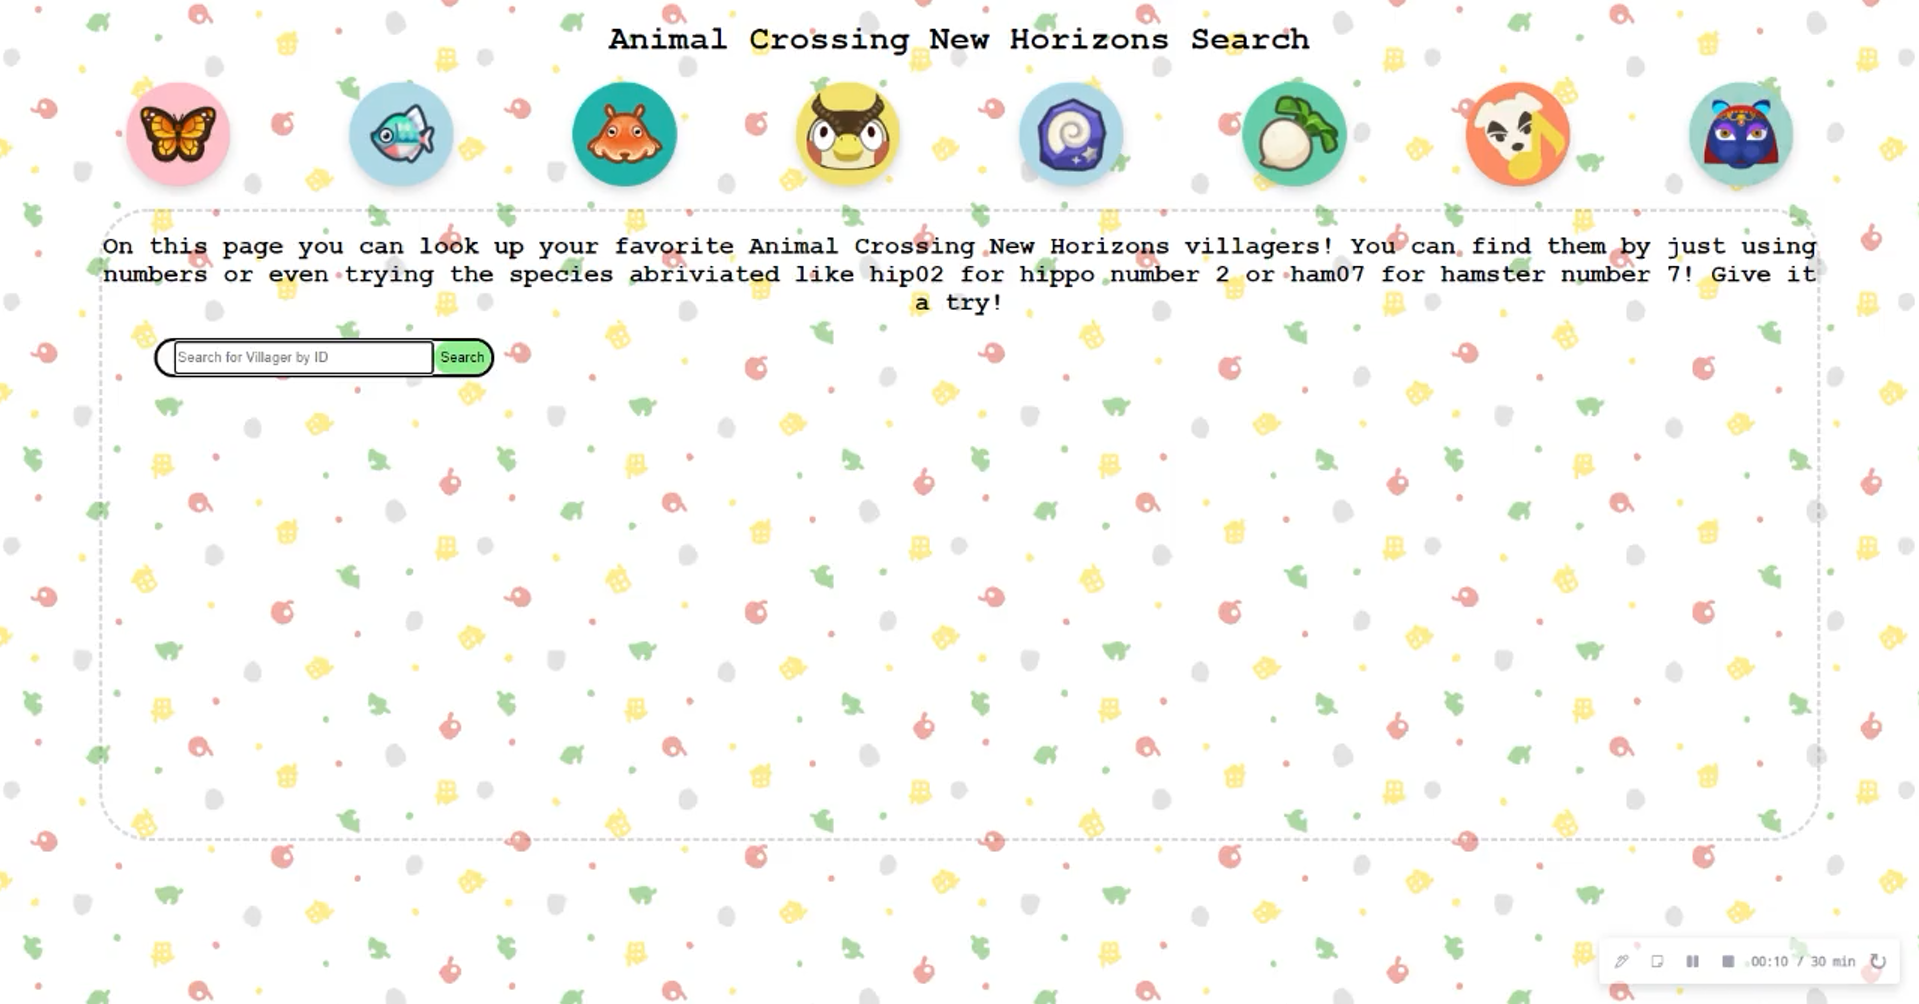 Animal Crossing New Horizons Search
On this page you can look up your favorite Animal Crossing New Horizons villagers! You can find them by just using
numbers or even trying the species abriviated like hip02 for hippo number 2 or ham07 for hamster number 7! Give it
a try!
Search for Villager by ID
Search
00:10 / 30 min